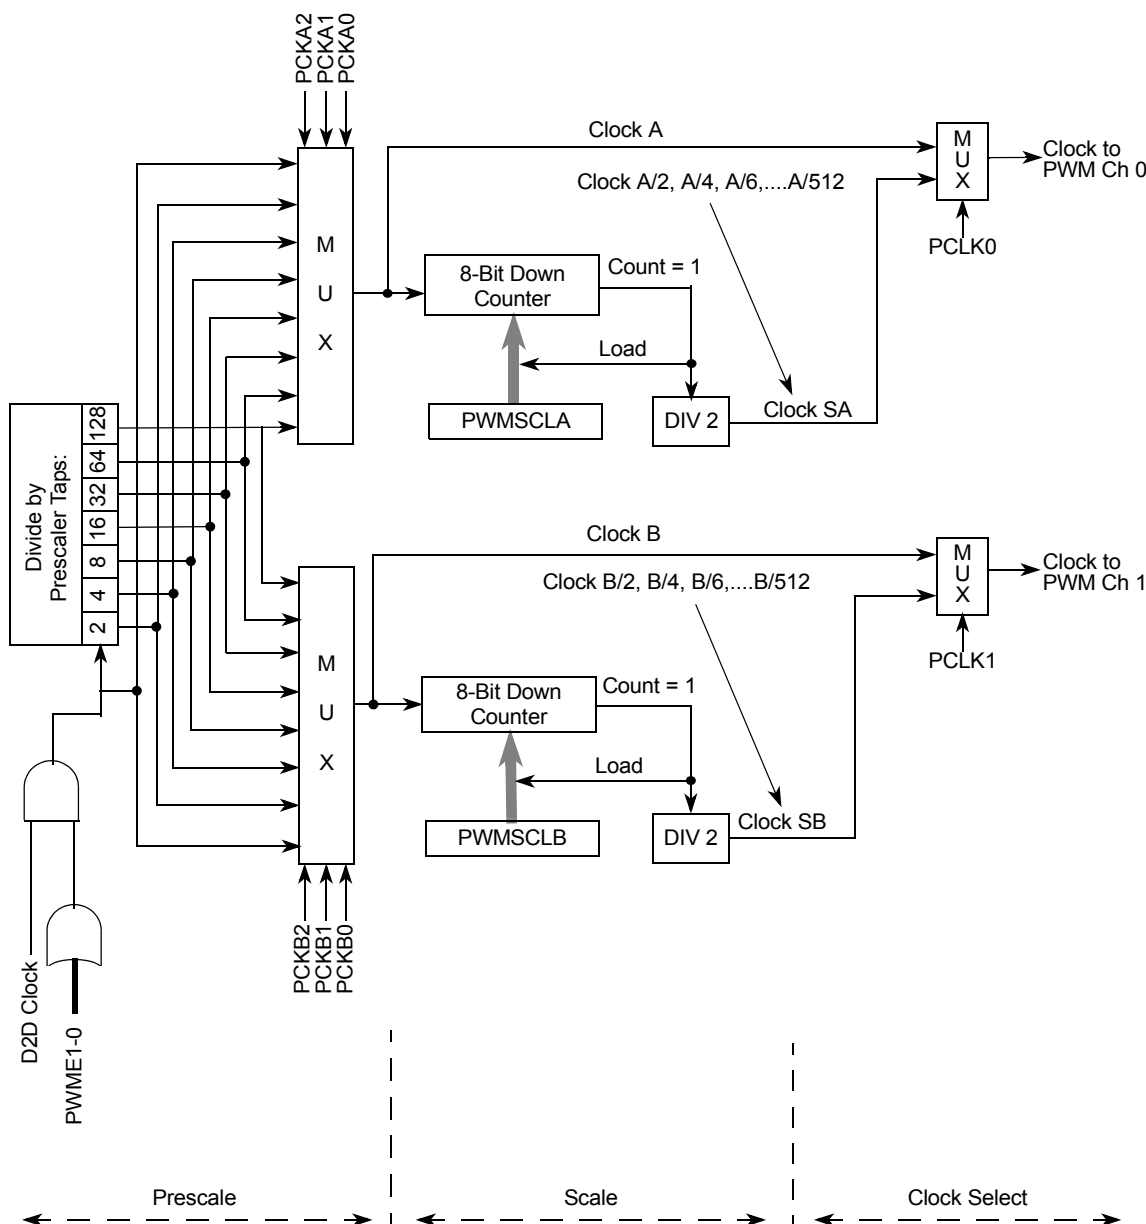 PCKA2
PCKA1
PCKA0
Clock A
M
U
X
Clock to
PWM Ch 0
Clock A/2, A/4, A/6,....A/512
PCLK0
M
U
X
8-Bit Down
Counter
Count = 1
Load
PWMSCLA
DIV 2
Clock SA
Divide by
Prescaler Taps:
128
64
32
16
8
4
2
Clock B
M
U
X
Clock to
PWM Ch 1
Clock B/2, B/4, B/6,....B/512
PCLK1
M
U
X
8-Bit Down
Counter
Count = 1
Load
PWMSCLB
DIV 2
Clock SB
PCKB2
PCKB1
PCKB0
D2D Clock
PWME1-0
Prescale
Scale
Clock Select